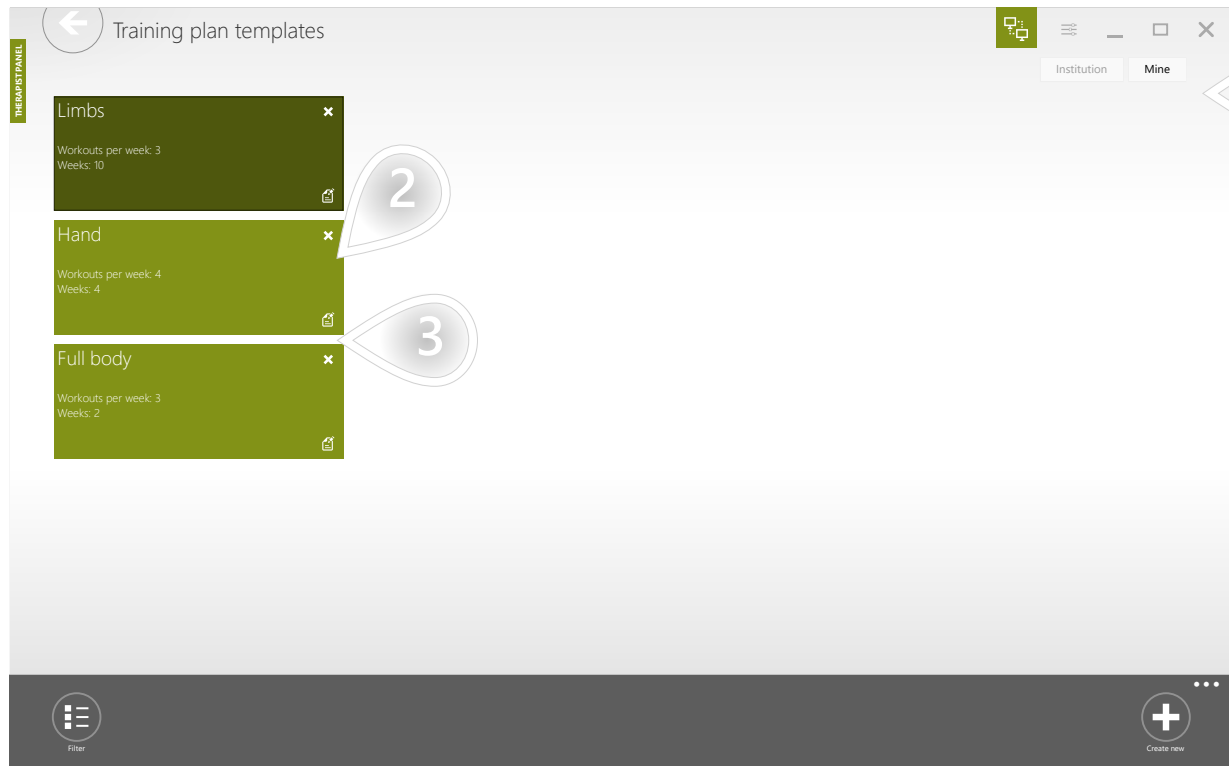 Training plan templates
THERAPIST PANEL
Institution
Mine
Limbs
Workouts per week: 3
Weeks: 10
2
Hand
Workouts per week: 4
Weeks: 4
3
Full body
Workouts per week: 3
Weeks: 2
Filter
Create new